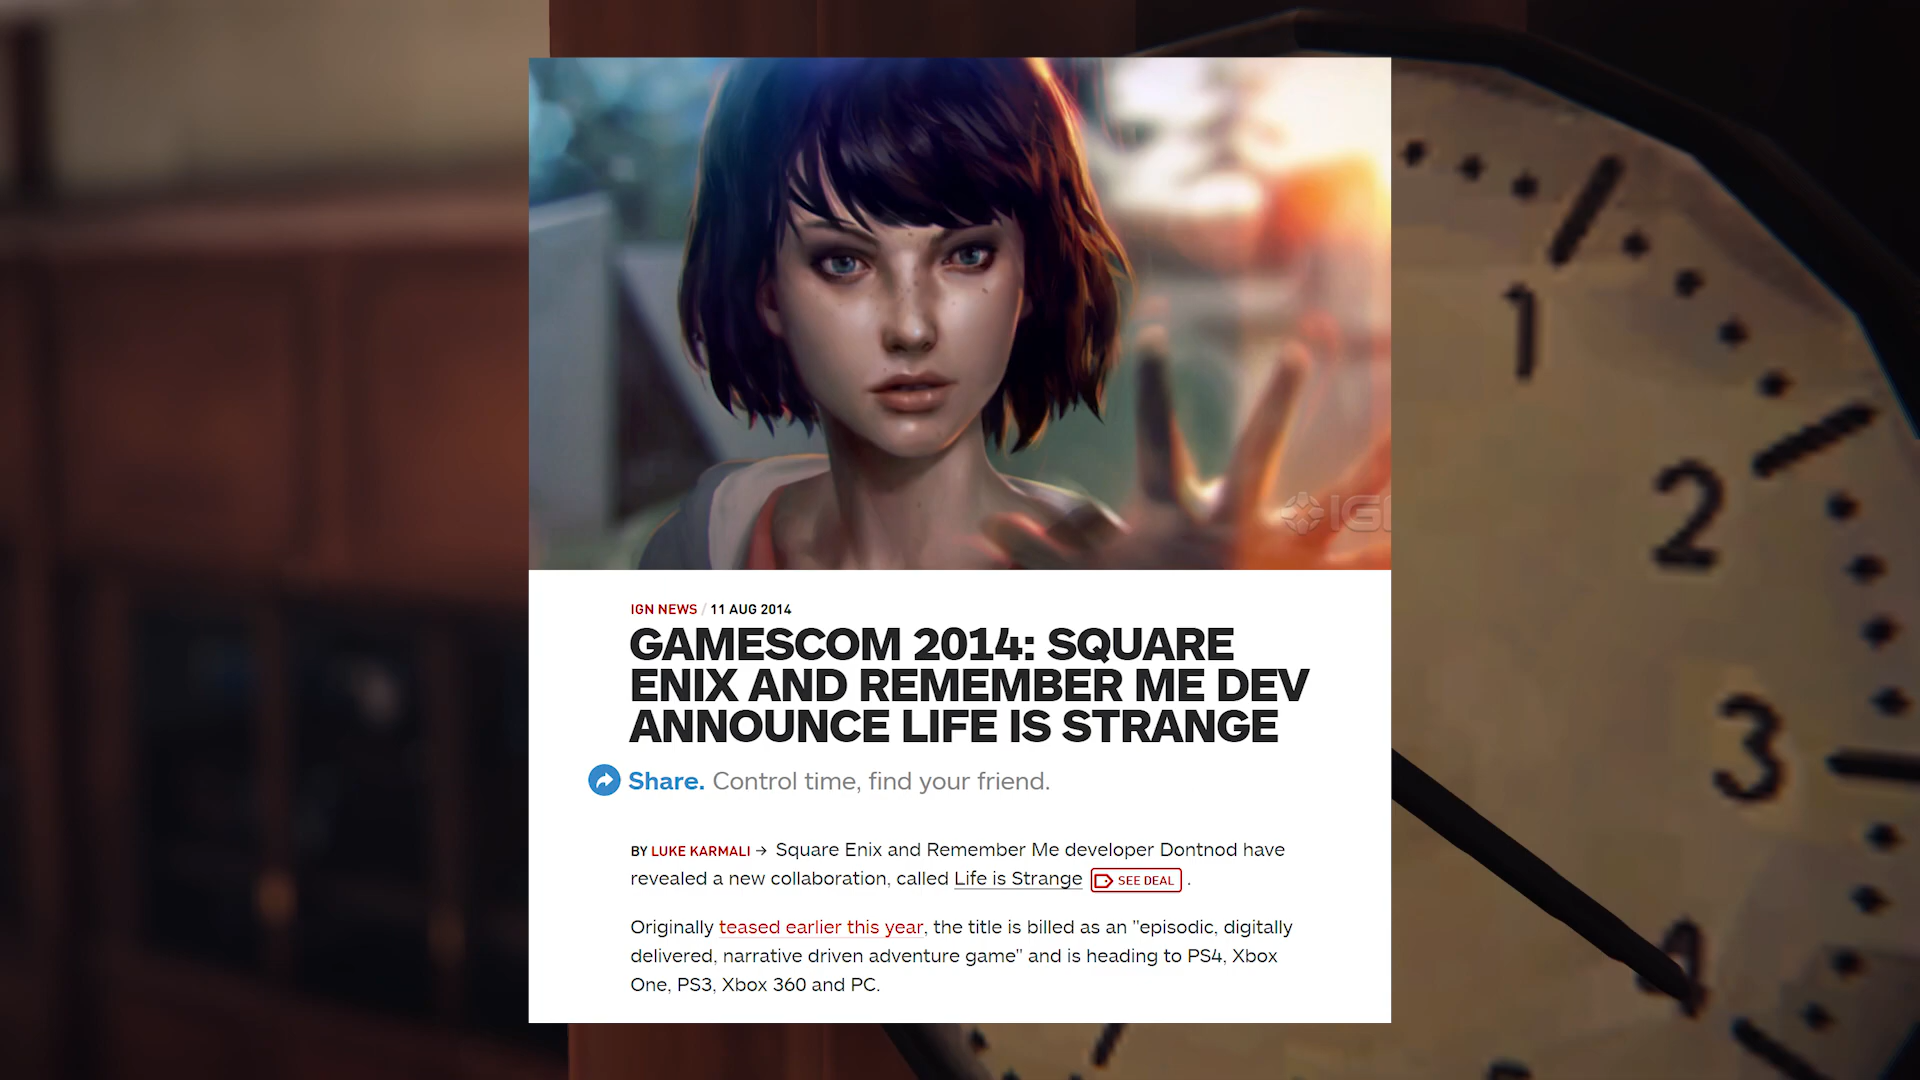 IGN
IGN NEWS / 11 AUG 2014
GAMESCOM 2014: SQUARE
ENIX AND REMEMBER ME DEV
ANNOUNCE LIFE IS STRANGE
Share. Control time, find your friend.
BY LUKE KARMALI → Square Enix and Remember Me developer Dontnod have
revealed a new collaboration, called Life is Strange SEE DEAL .
Originally teased earlier this year, the title is billed as an "episodic, digitally
delivered, narrative driven adventure game" and is heading to PS4, Xbox
One, PS3, Xbox 360 and PC.
1
2
3
4